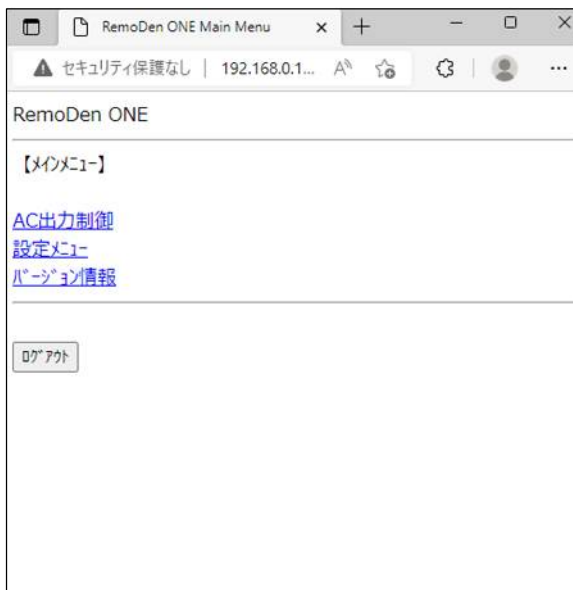 RemoDen ONE Main Menu
セキュリティ保護なし | 192.168.0.1...
RemoDen ONE
【ﾒｲﾝﾒﾆｭｰ】
AC出力制御
設定ﾒﾆｭｰ
ﾊﾞｰｼﾞｮﾝ情報
ﾛｸﾞｱｳﾄ